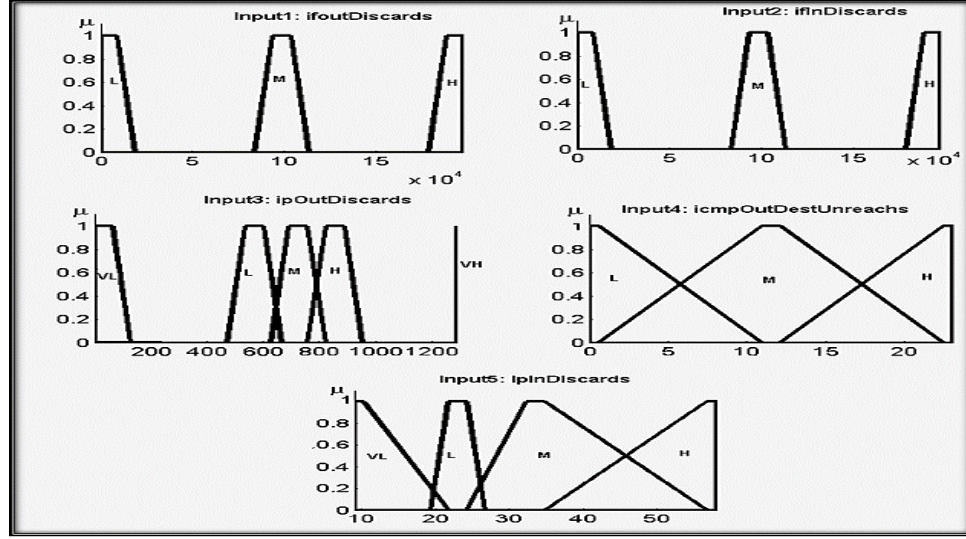 Input1: ifoutDiscards
μ
1
0.8
0.6
0.4
0.2
0
L
M
H
0 5 10 15
x 10^4
Input2: ifInDiscards
μ
1
0.8
0.6
0.4
0.2
0
L
M
H
0 5 10 15 x 10^4
Input3: ipOutDiscards
μ
1
0.8
0.6
0.4
0.2
0
VL
L
M
H
VH
200 400 600 800 1000 1200
Input4: icmpOutDestUnreachs
μ
1
0.8
0.6
0.4
0.2
0
L
M
H
0 5 10 15 20
Input5: IpInDiscards
μ
1
0.8
0.6
0.4
0.2
0
VL
L
M
H
10 20 30 40 50